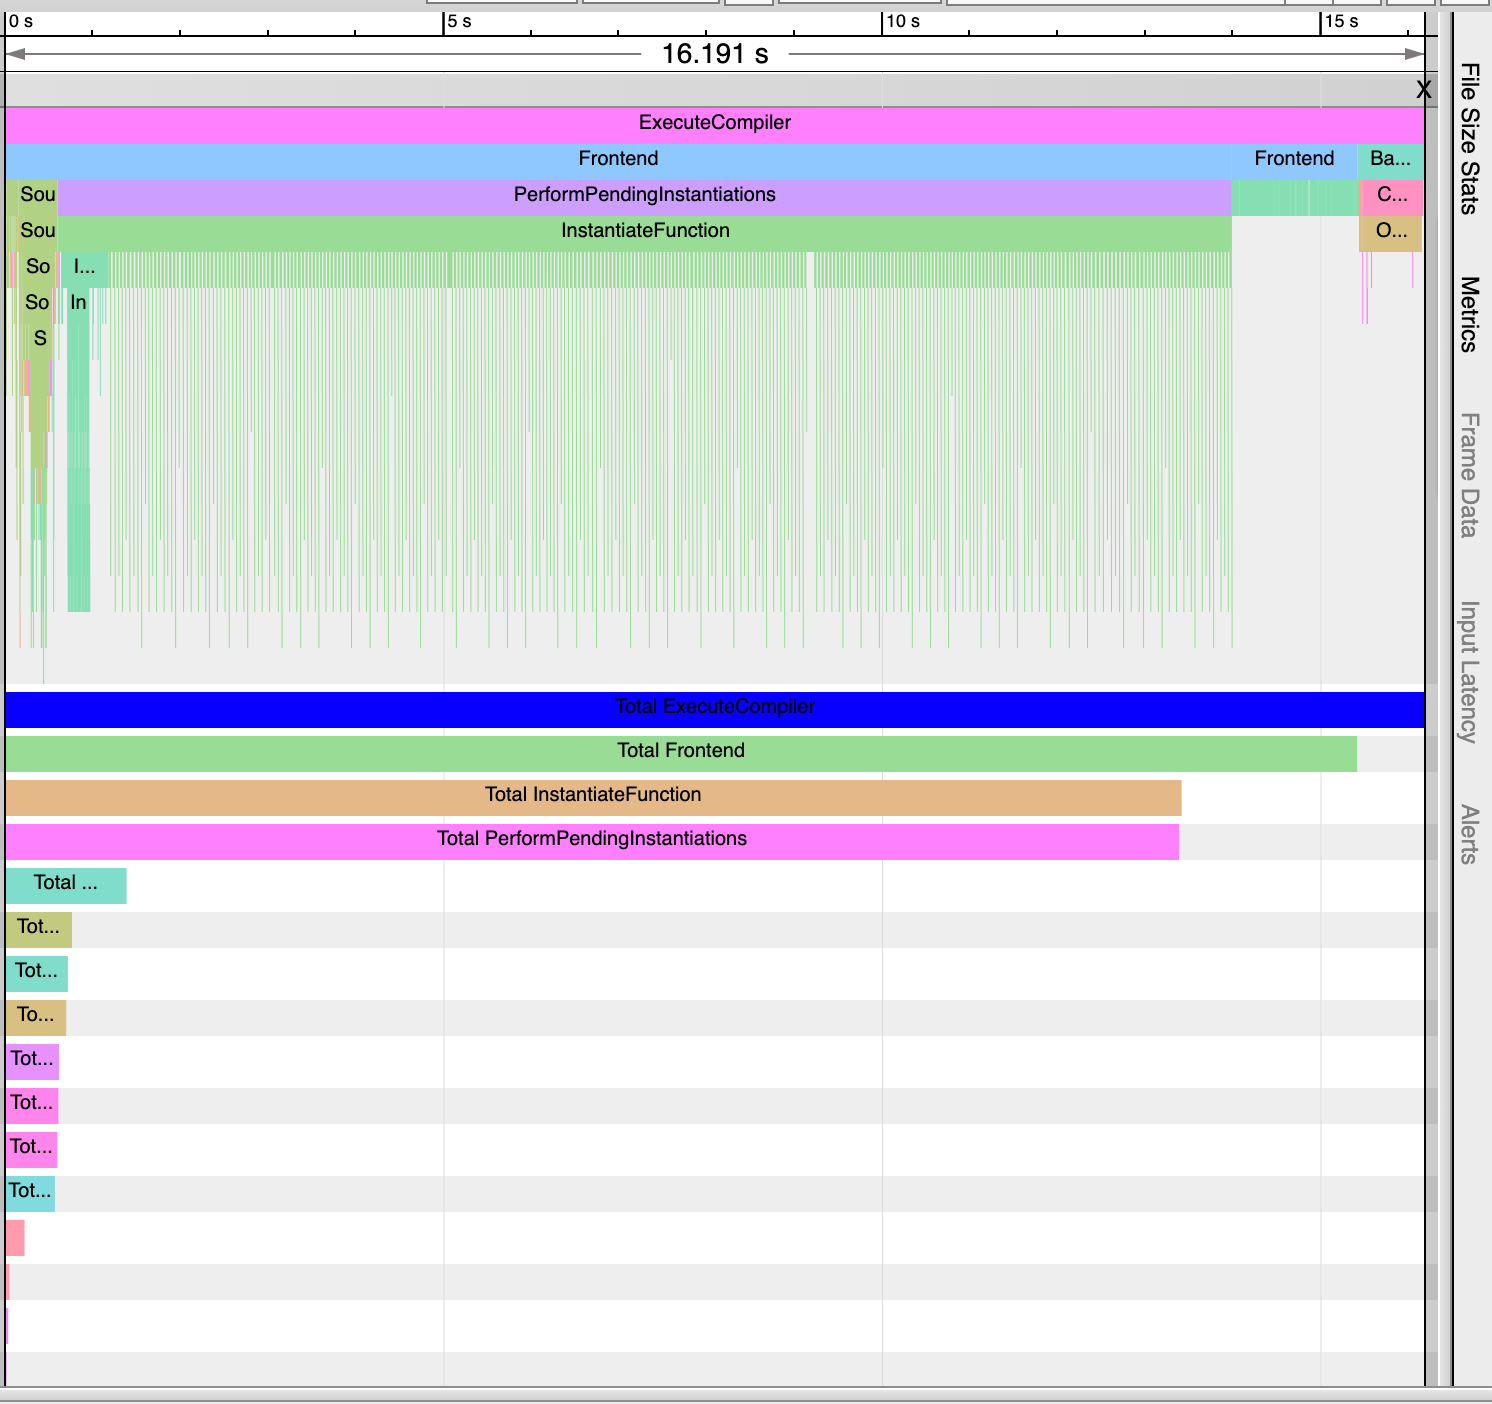 0 s
5 s
10 s
15 s
16.191 s
X
ExecuteCompiler
Frontend
Frontend
Ba...
Sou
PerformPendingInstantiations
C...
Sou
InstantiateFunction
O...
So
I...
So
In
S
Total ExecuteCompiler
Total Frontend
Total InstantiateFunction
Total PerformPendingInstantiations
Total ...
Tot...
Tot...
To...
Tot...
Tot...
Tot...
Tot...
File Size Stats
Metrics
Frame Data
Input Latency
Alerts